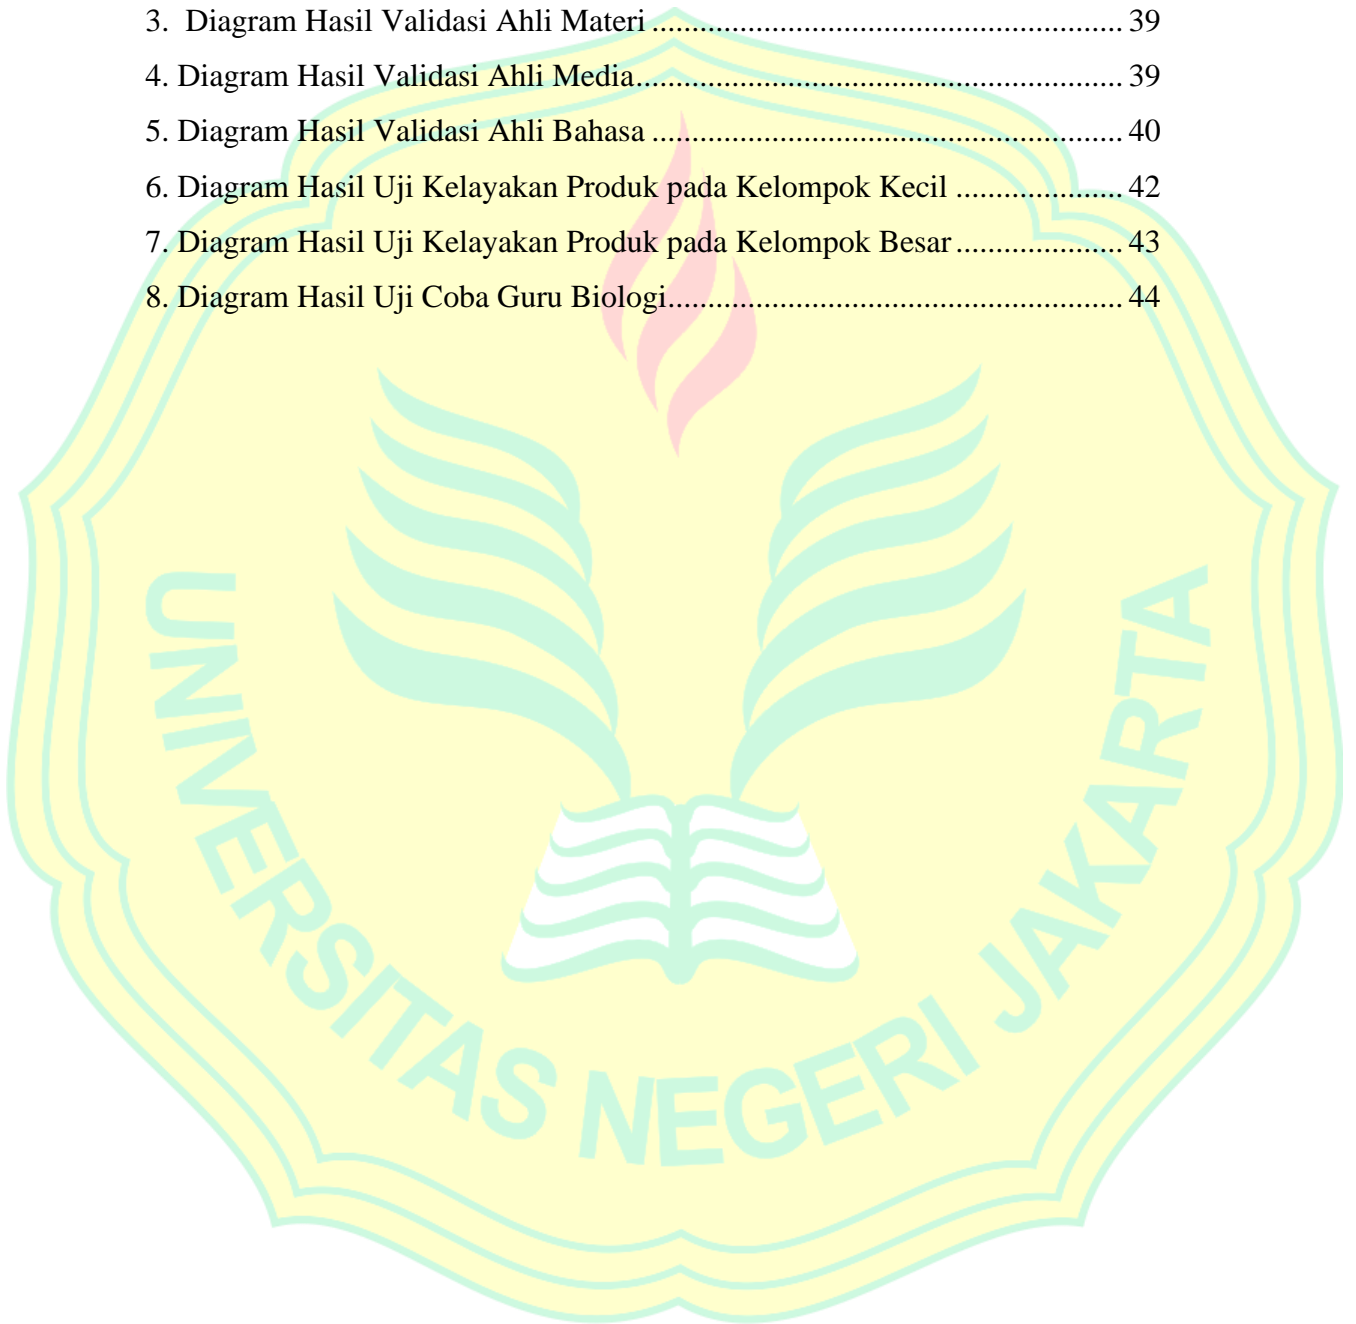 3.  Diagram Hasil Validasi Ahli Materi ............................................................ 39
4. Diagram Hasil Validasi Ahli Media.............................................................. 39
5. Diagram Hasil Validasi Ahli Bahasa ............................................................ 40
6. Diagram Hasil Uji Kelayakan Produk pada Kelompok Kecil ..................... 42
7. Diagram Hasil Uji Kelayakan Produk pada Kelompok Besar ..................... 43
8. Diagram Hasil Uji Coba Guru Biologi.......................................................... 44
UNIVERSITAS NEGERI JAKARTA